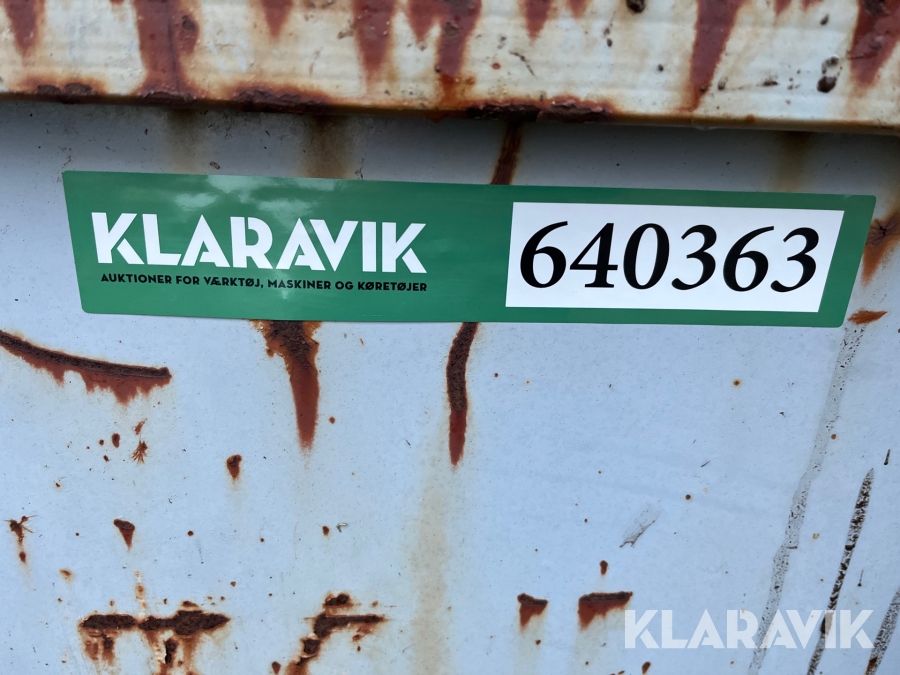 KLARAVIK
AUKTIONER FOR VÆRKTØJ, MASKINER OG KØRETØJER
640363
KLARAVIK